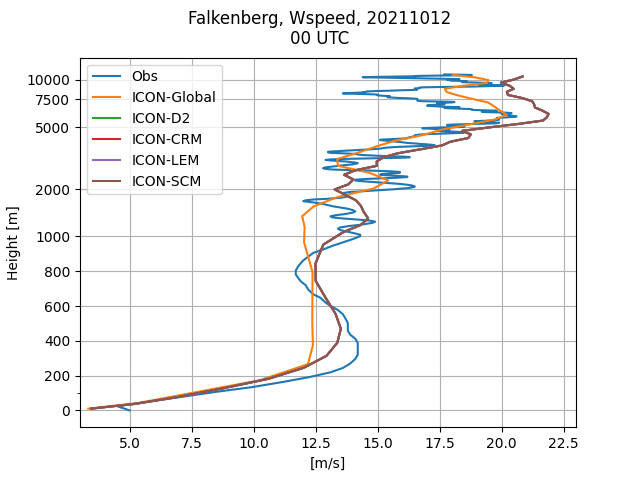 Falkenberg, Wspeed, 20211012
00 UTC
Obs
ICON-Global
ICON-D2
ICON-CRM
ICON-LEM
ICON-SCM
Height [m]
10000
7500
5000
2000
1000
800
600
400
200
0
5.0 7.5 10.0 12.5 15.0 17.5 20.0 22.5
[m/s]